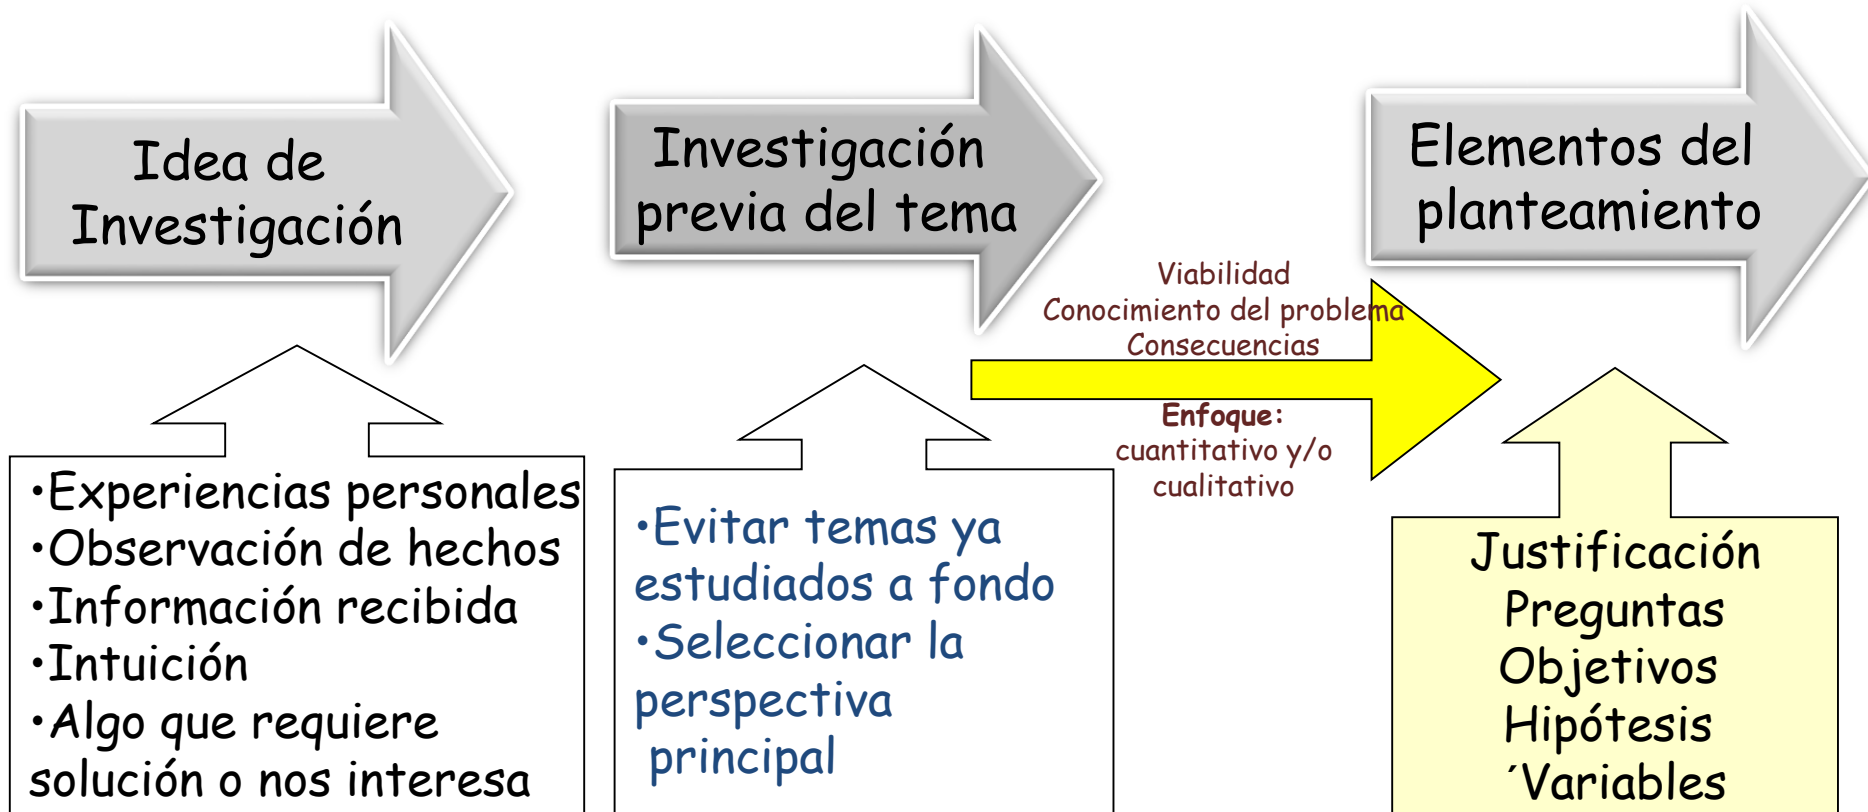 Idea de
Investigación
Investigación
previa del tema
Elementos del
planteamiento
Viabilidad
Conocimiento del problema
Consecuencias
Enfoque:
cuantitativo y/o
cualitativo
•Experiencias personales
•Observación de hechos
•Información recibida
•Intuición
•Algo que requiere
solución o nos interesa
•Evitar temas ya
estudiados a fondo
•Seleccionar la
perspectiva
principal
Justificación
Preguntas
Objetivos
Hipótesis
´Variables